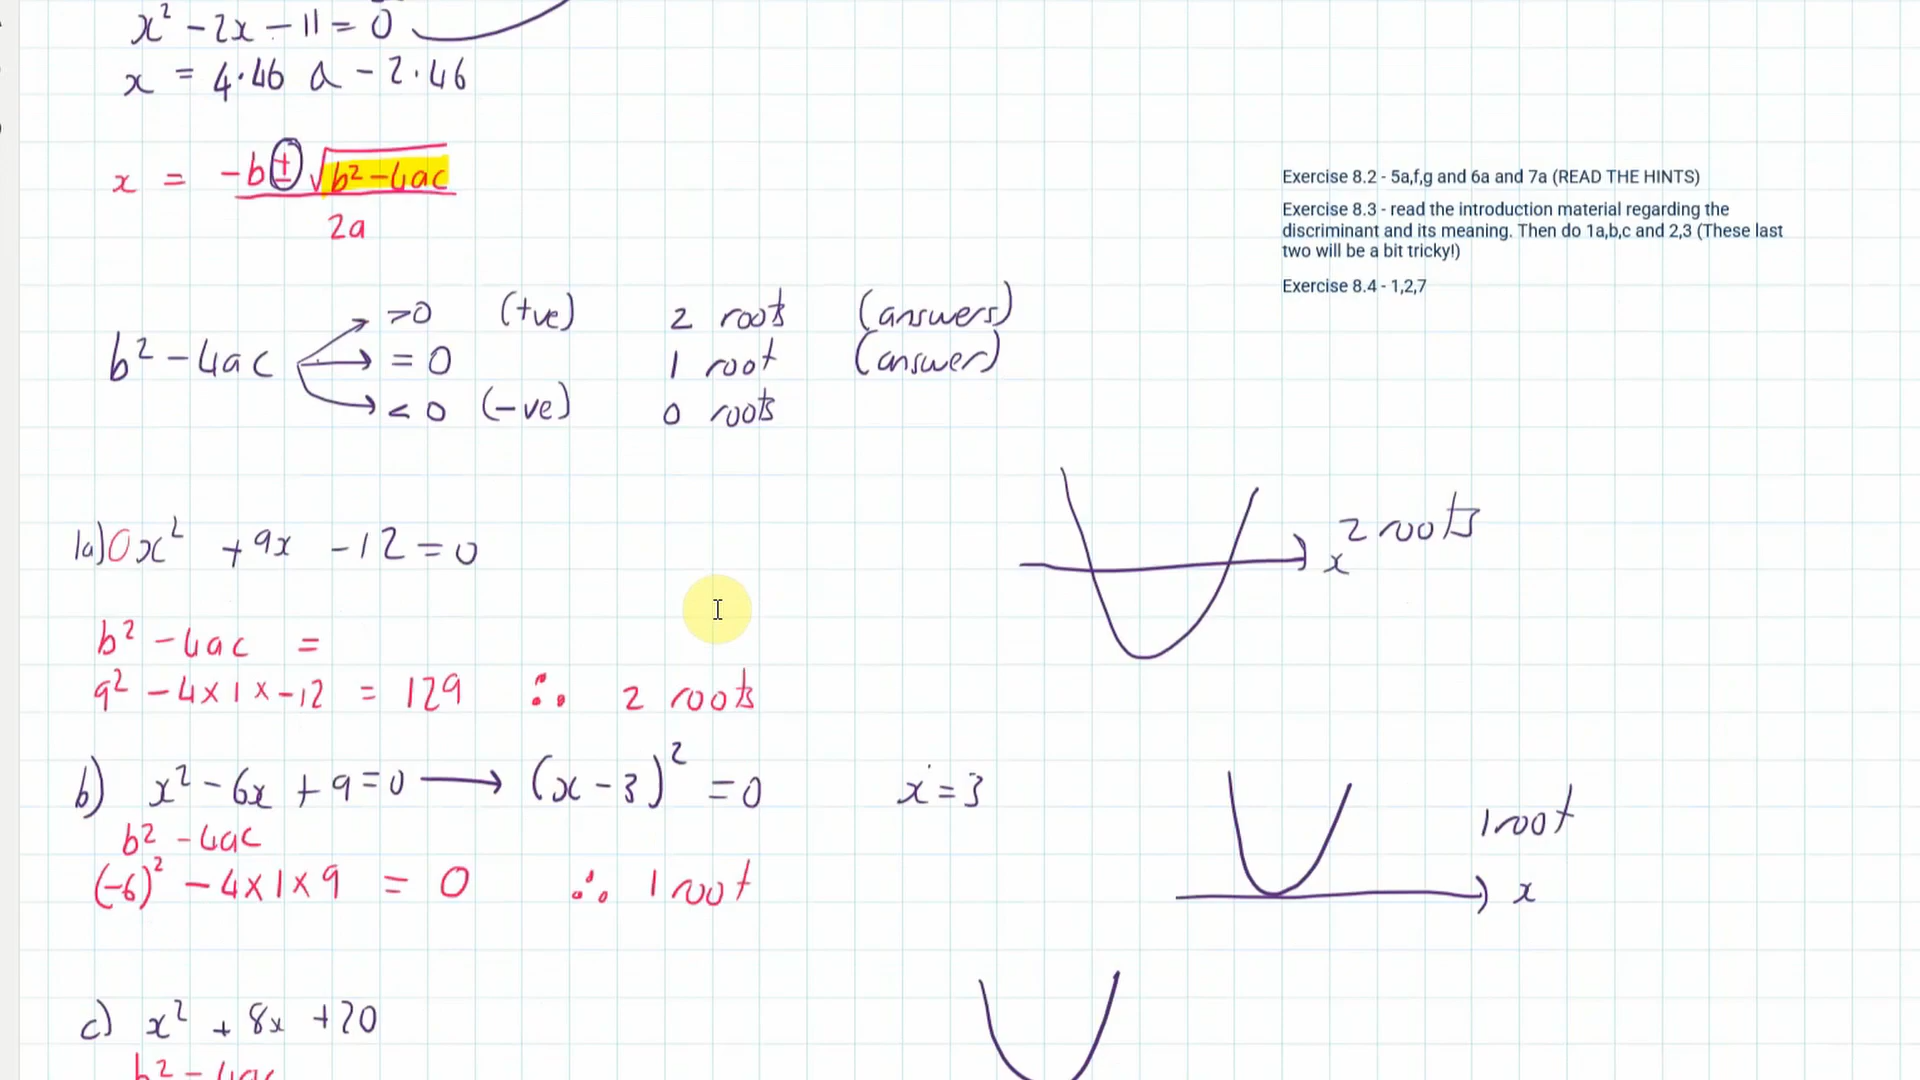 x² - 2x - 11 = 0
x = 4.46 a - 2.46
x = -b ± √b² - 4ac
2a
Exercise 8.2 - 5a,f,g and 6a and 7a (READ THE HINTS)
Exercise 8.3 - read the introduction material regarding the
discriminant and its meaning. Then do 1a,b,c and 2,3 (These last
two will be a bit tricky!)
Exercise 8.4 - 1,2,7
>0 (+ve) 2 roots (answers)
b² - 4ac = 0 1 root (answer)
< 0 (-ve) 0 roots
2 roots
x
1a) 0x² + 9x - 12 = 0
b² - 4ac =
9² - 4 × 1 × -12 = 129 ∴ 2 roots
b) x² - 6x + 9 = 0 ⟶ (x - 3)² = 0 x = 3
1 root
x
b² - 4ac
(-6)² - 4 × 1 × 9 = 0 ∴ 1 root
c) x² + 8x + 20
b² - 4ac